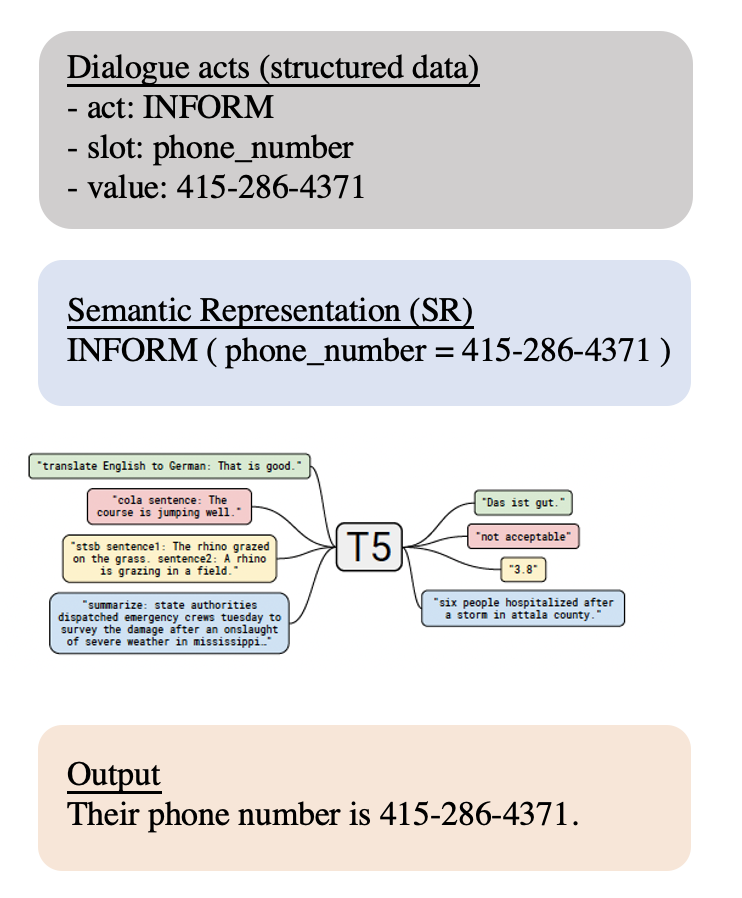 Dialogue acts (structured data)
- act: INFORM
- slot: phone_number
- value: 415-286-4371
Semantic Representation (SR)
INFORM ( phone_number = 415-286-4371 )
"translate English to German: That is good."
"cola sentence: The
course is jumping well."
"stsb sentence1: The rhino grazed
on the grass. sentence2: A rhino
is grazing in a field."
"summarize: state authorities
dispatched emergency crews tuesday to
survey the damage after an onslaught
of severe weather in mississippi…"
T5
"Das ist gut."
"not acceptable"
"3.8"
"six people hospitalized after
a storm in attala county."
Output
Their phone number is 415-286-4371.